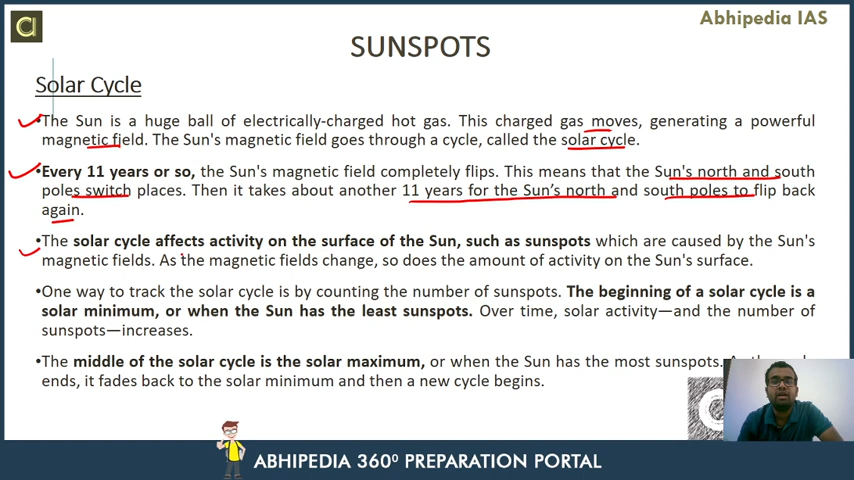 a
Abhipedia IAS
SUNSPOTS
Solar Cycle
•The Sun is a huge ball of electrically-charged hot gas. This charged gas moves, generating a powerful
magnetic field. The Sun's magnetic field goes through a cycle, called the solar cycle.
•Every 11 years or so, the Sun's magnetic field completely flips. This means that the Sun's north and south
poles switch places. Then it takes about another 11 years for the Sun’s north and south poles to flip back
again.
•The solar cycle affects activity on the surface of the Sun, such as sunspots which are caused by the Sun's
magnetic fields. As the magnetic fields change, so does the amount of activity on the Sun's surface.
•One way to track the solar cycle is by counting the number of sunspots. The beginning of a solar cycle is a
solar minimum, or when the Sun has the least sunspots. Over time, solar activity—and the number of
sunspots—increases.
•The middle of the solar cycle is the solar maximum, or when the Sun has the most sunspots.
ends, it fades back to the solar minimum and then a new cycle begins.
ABHIPEDIA 360⁰ PREPARATION PORTAL